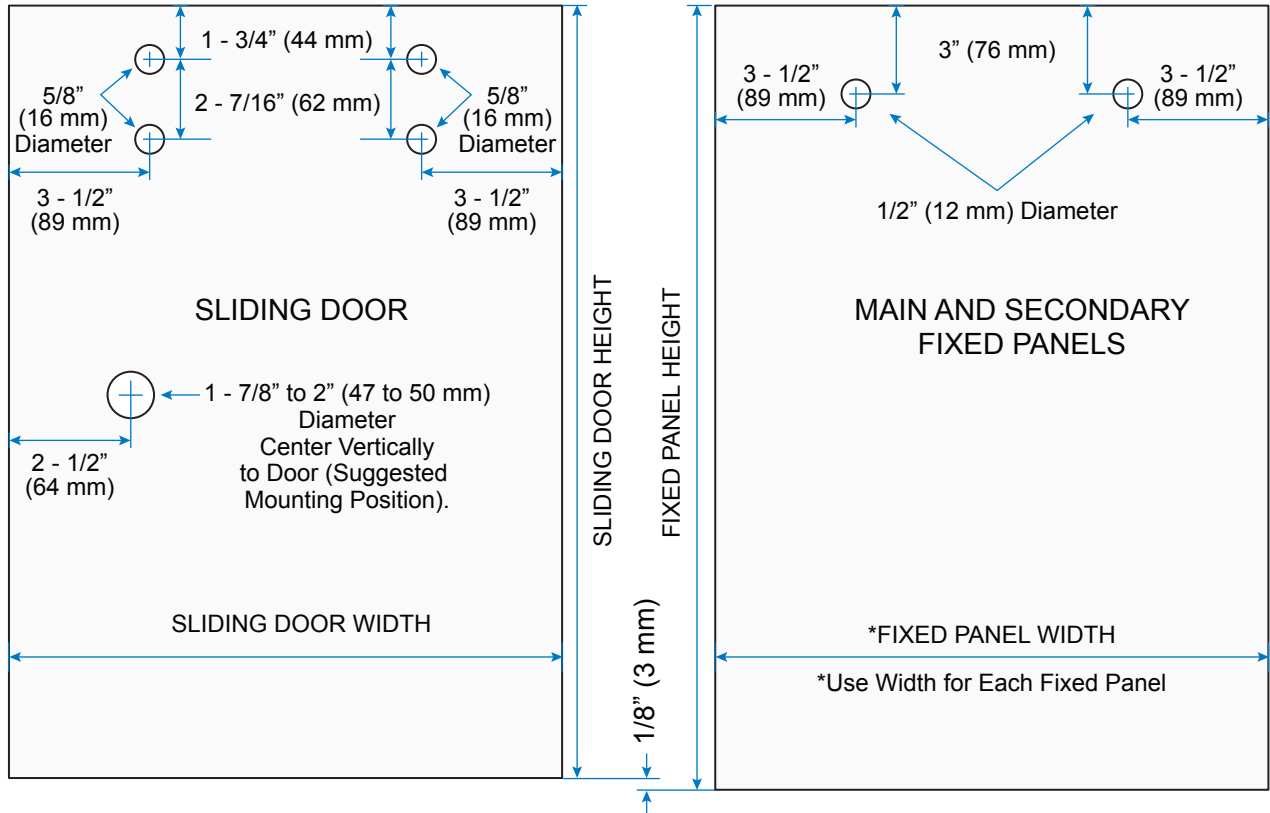 1 - 3/4” (44 mm)
2 - 7/16” (62 mm)
5/8”
(16 mm)
Diameter
5/8”
(16 mm)
Diameter
3 - 1/2”
(89 mm)
3 - 1/2”
(89 mm)
SLIDING DOOR
1 - 7/8” to 2” (47 to 50 mm)
Diameter
Center Vertically
to Door (Suggested
Mounting Position).
2 - 1/2”
(64 mm)
SLIDING DOOR WIDTH
SLIDING DOOR HEIGHT
FIXED PANEL HEIGHT
1/8” (3 mm)
3” (76 mm)
3 - 1/2”
(89 mm)
3 - 1/2”
(89 mm)
1/2” (12 mm) Diameter
MAIN AND SECONDARY
FIXED PANELS
*FIXED PANEL WIDTH
*Use Width for Each Fixed Panel